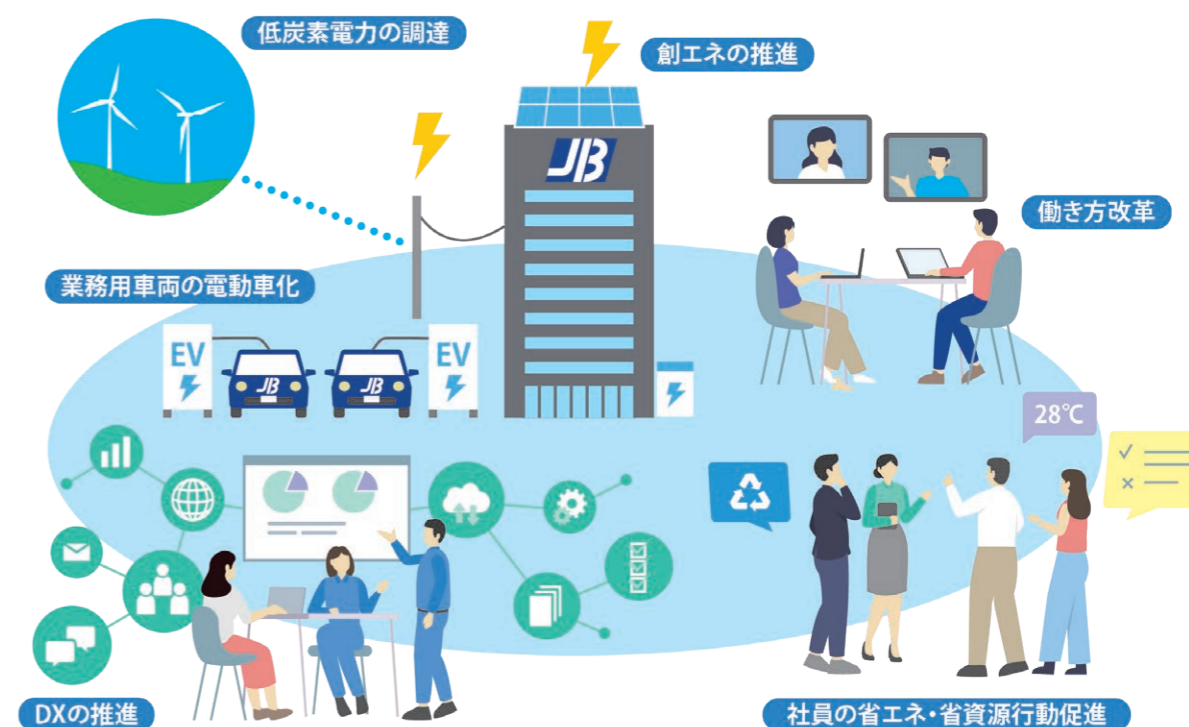 低炭素電力の調達
創エネの推進
JB
働き方改革
業務用車両の電動車化
EV
JB
JB
EV
28℃
DXの推進
社員の省エネ・省資源行動促進